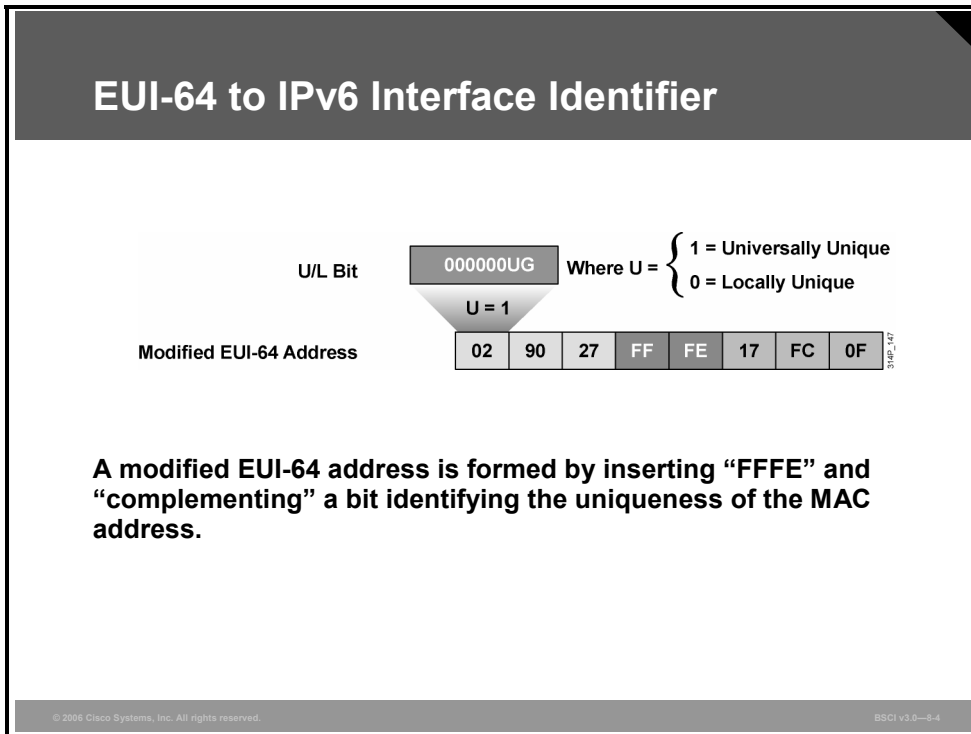 EUI-64 to IPv6 Interface Identifier
U/L Bit
000000UG
Where U =
1 = Universally Unique
0 = Locally Unique
U = 1
Modified EUI-64 Address
02 90 27 FF FE 17 FC 0F
314P_147
A modified EUI-64 address is formed by inserting “FFFE” and
“complementing” a bit identifying the uniqueness of the MAC
address.
© 2006 Cisco Systems, Inc. All rights reserved.
BSCI v3.0—8-4